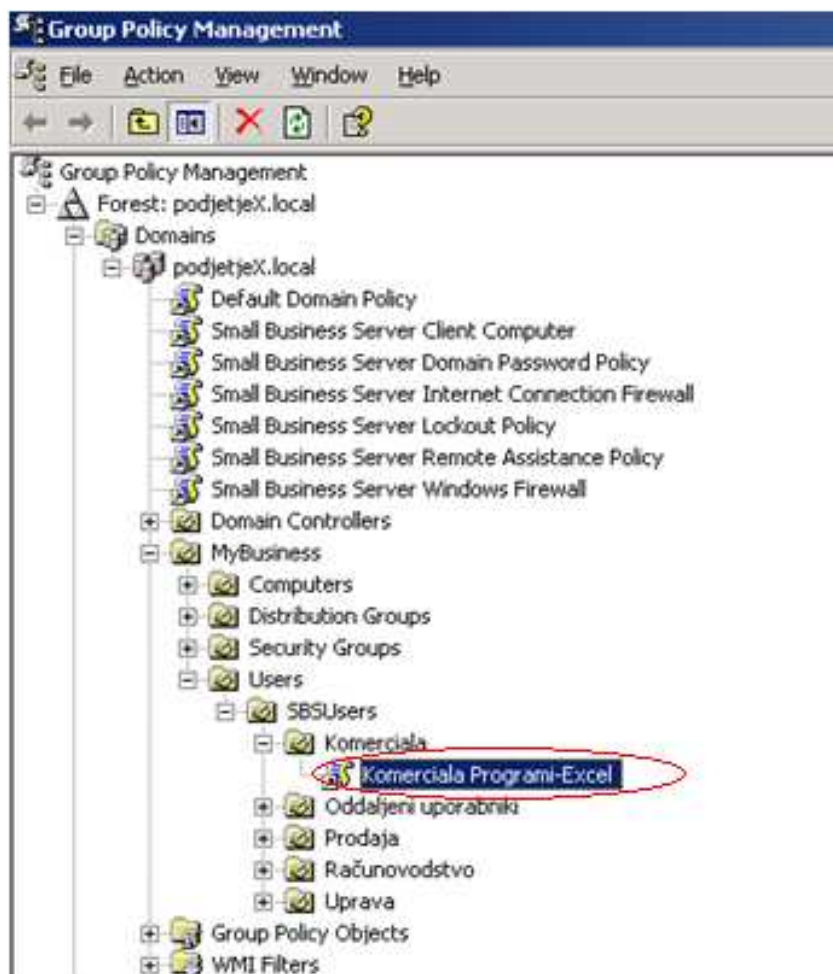 Group Policy Management
File Action View Window Help
Group Policy Management
Forest: podjetjeX.local
Domains
podjetjeX.local
Default Domain Policy
Small Business Server Client Computer
Small Business Server Domain Password Policy
Small Business Server Internet Connection Firewall
Small Business Server Lockout Policy
Small Business Server Remote Assistance Policy
Small Business Server Windows Firewall
Domain Controllers
MyBusiness
Computers
Distribution Groups
Security Groups
Users
SBSUsers
Komerciala
Komerciala Programi-Excel
Oddaljeni uporabniki
Prodaja
Računovodstvo
Uprava
Group Policy Objects
WMI Filters